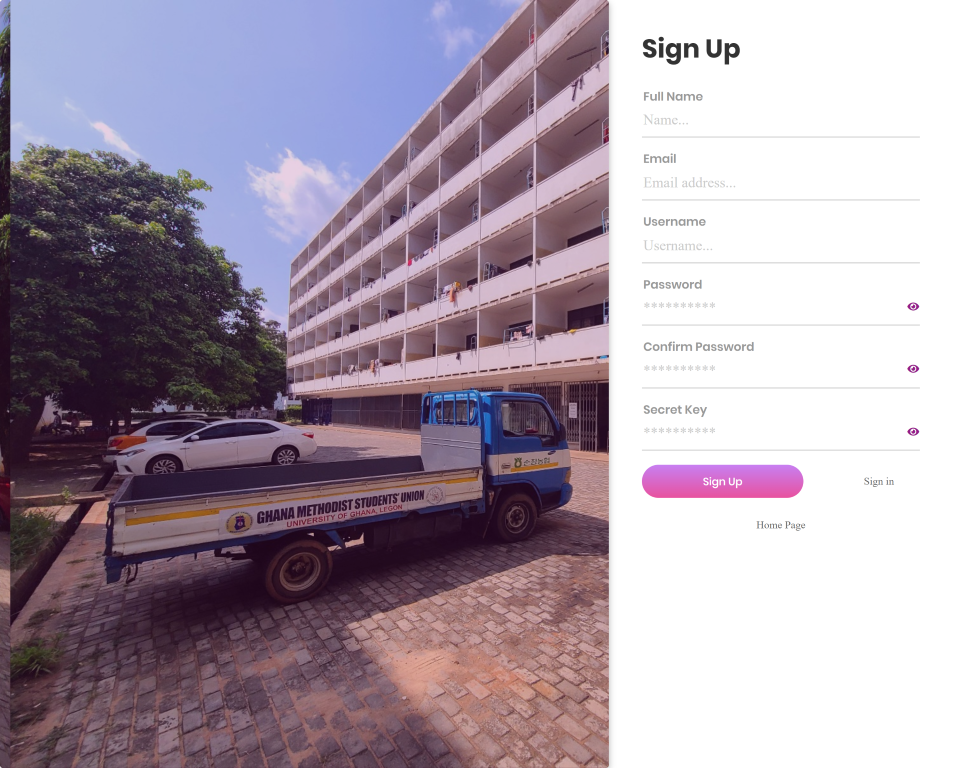 GHANA METHODIST STUDENTS' UNION
UNIVERSITY OF GHANA, LEGON
Sign Up
Full Name
Name...
Email
Email address...
Username
Username...
Password
**********
Confirm Password
**********
Secret Key
**********
Sign Up
Sign in
Home Page